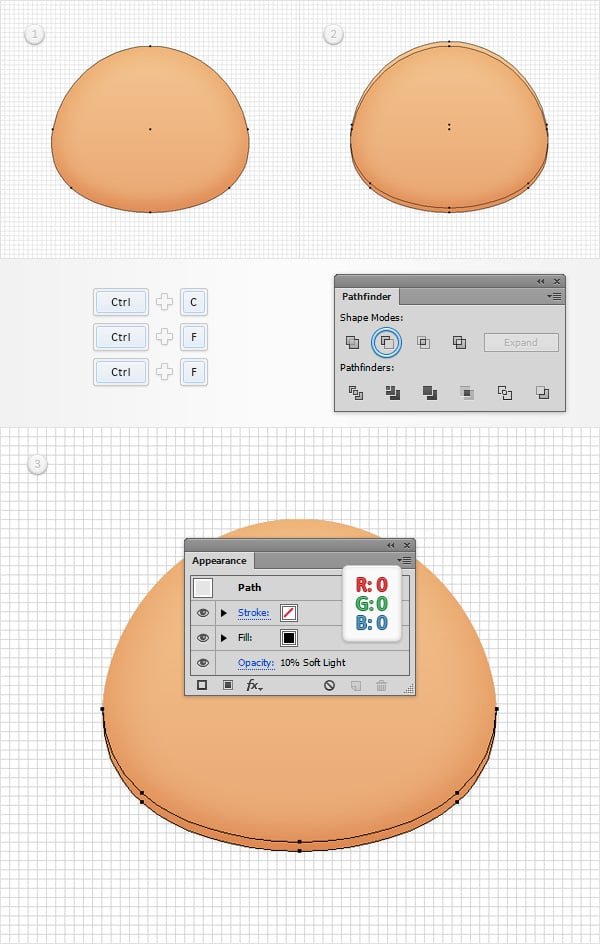 1
2
Ctrl C
Ctrl F
Ctrl F
Pathfinder
Shape Modes:
Expand
Pathfinders:
3
Appearance
Path
Stroke:
Fill:
Opacity: 10% Soft Light
fx
R: 0
G: 0
B: 0